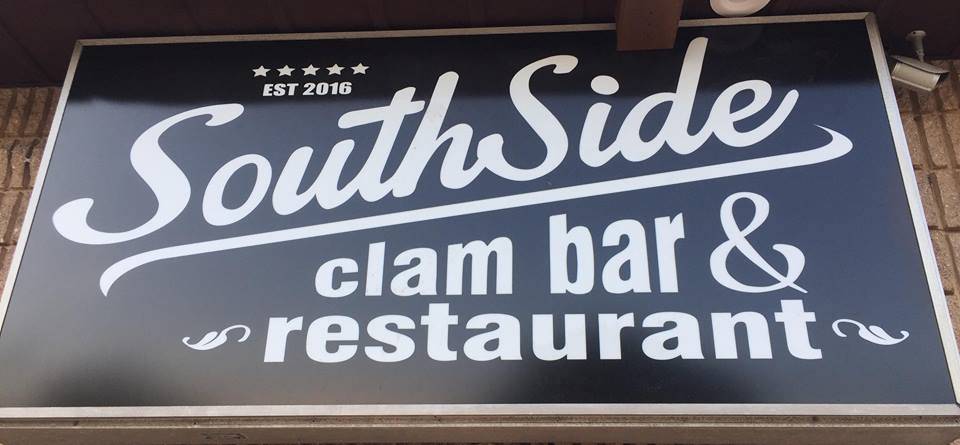 EST 2016
SouthSide
clam bar &
restaurant